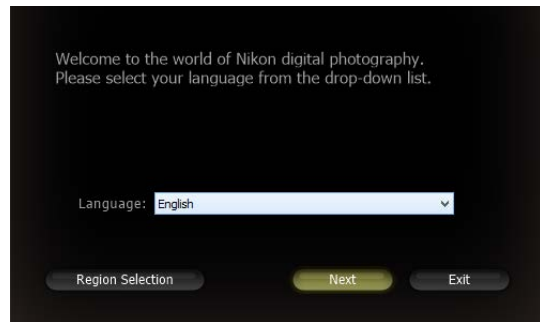 Welcome to the world of Nikon digital photography.
Please select your language from the drop-down list.
Language: English
Region Selection Next Exit